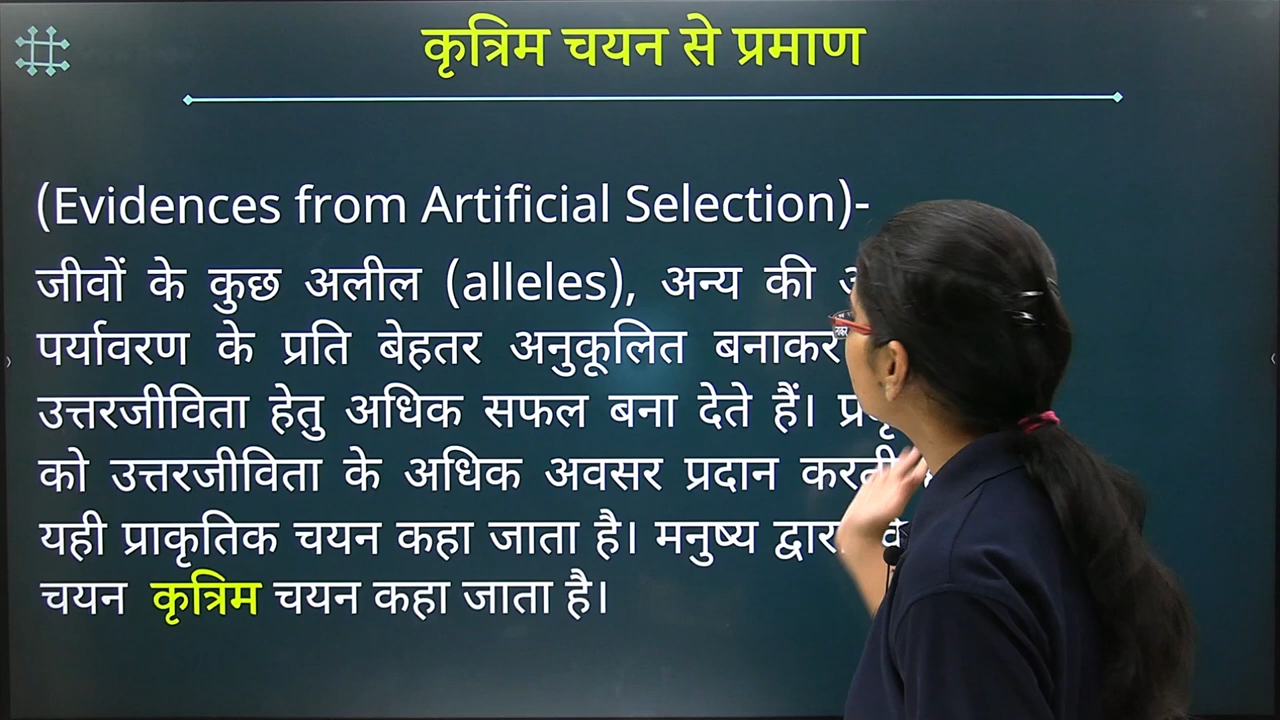 कृत्रिम चयन से प्रमाण
(Evidences from Artificial Selection)-
जीवों के कुछ अलील (alleles), अन्य की
पर्यावरण के प्रति बेहतर अनुकूलित बनाकर
उत्तरजीविता हेतु अधिक सफल बना देते हैं।
को उत्तरजीविता के अधिक अवसर प्रदान करती
यही प्राकृतिक चयन कहा जाता है। मनुष्य
चयन कृत्रिम चयन कहा जाता है।